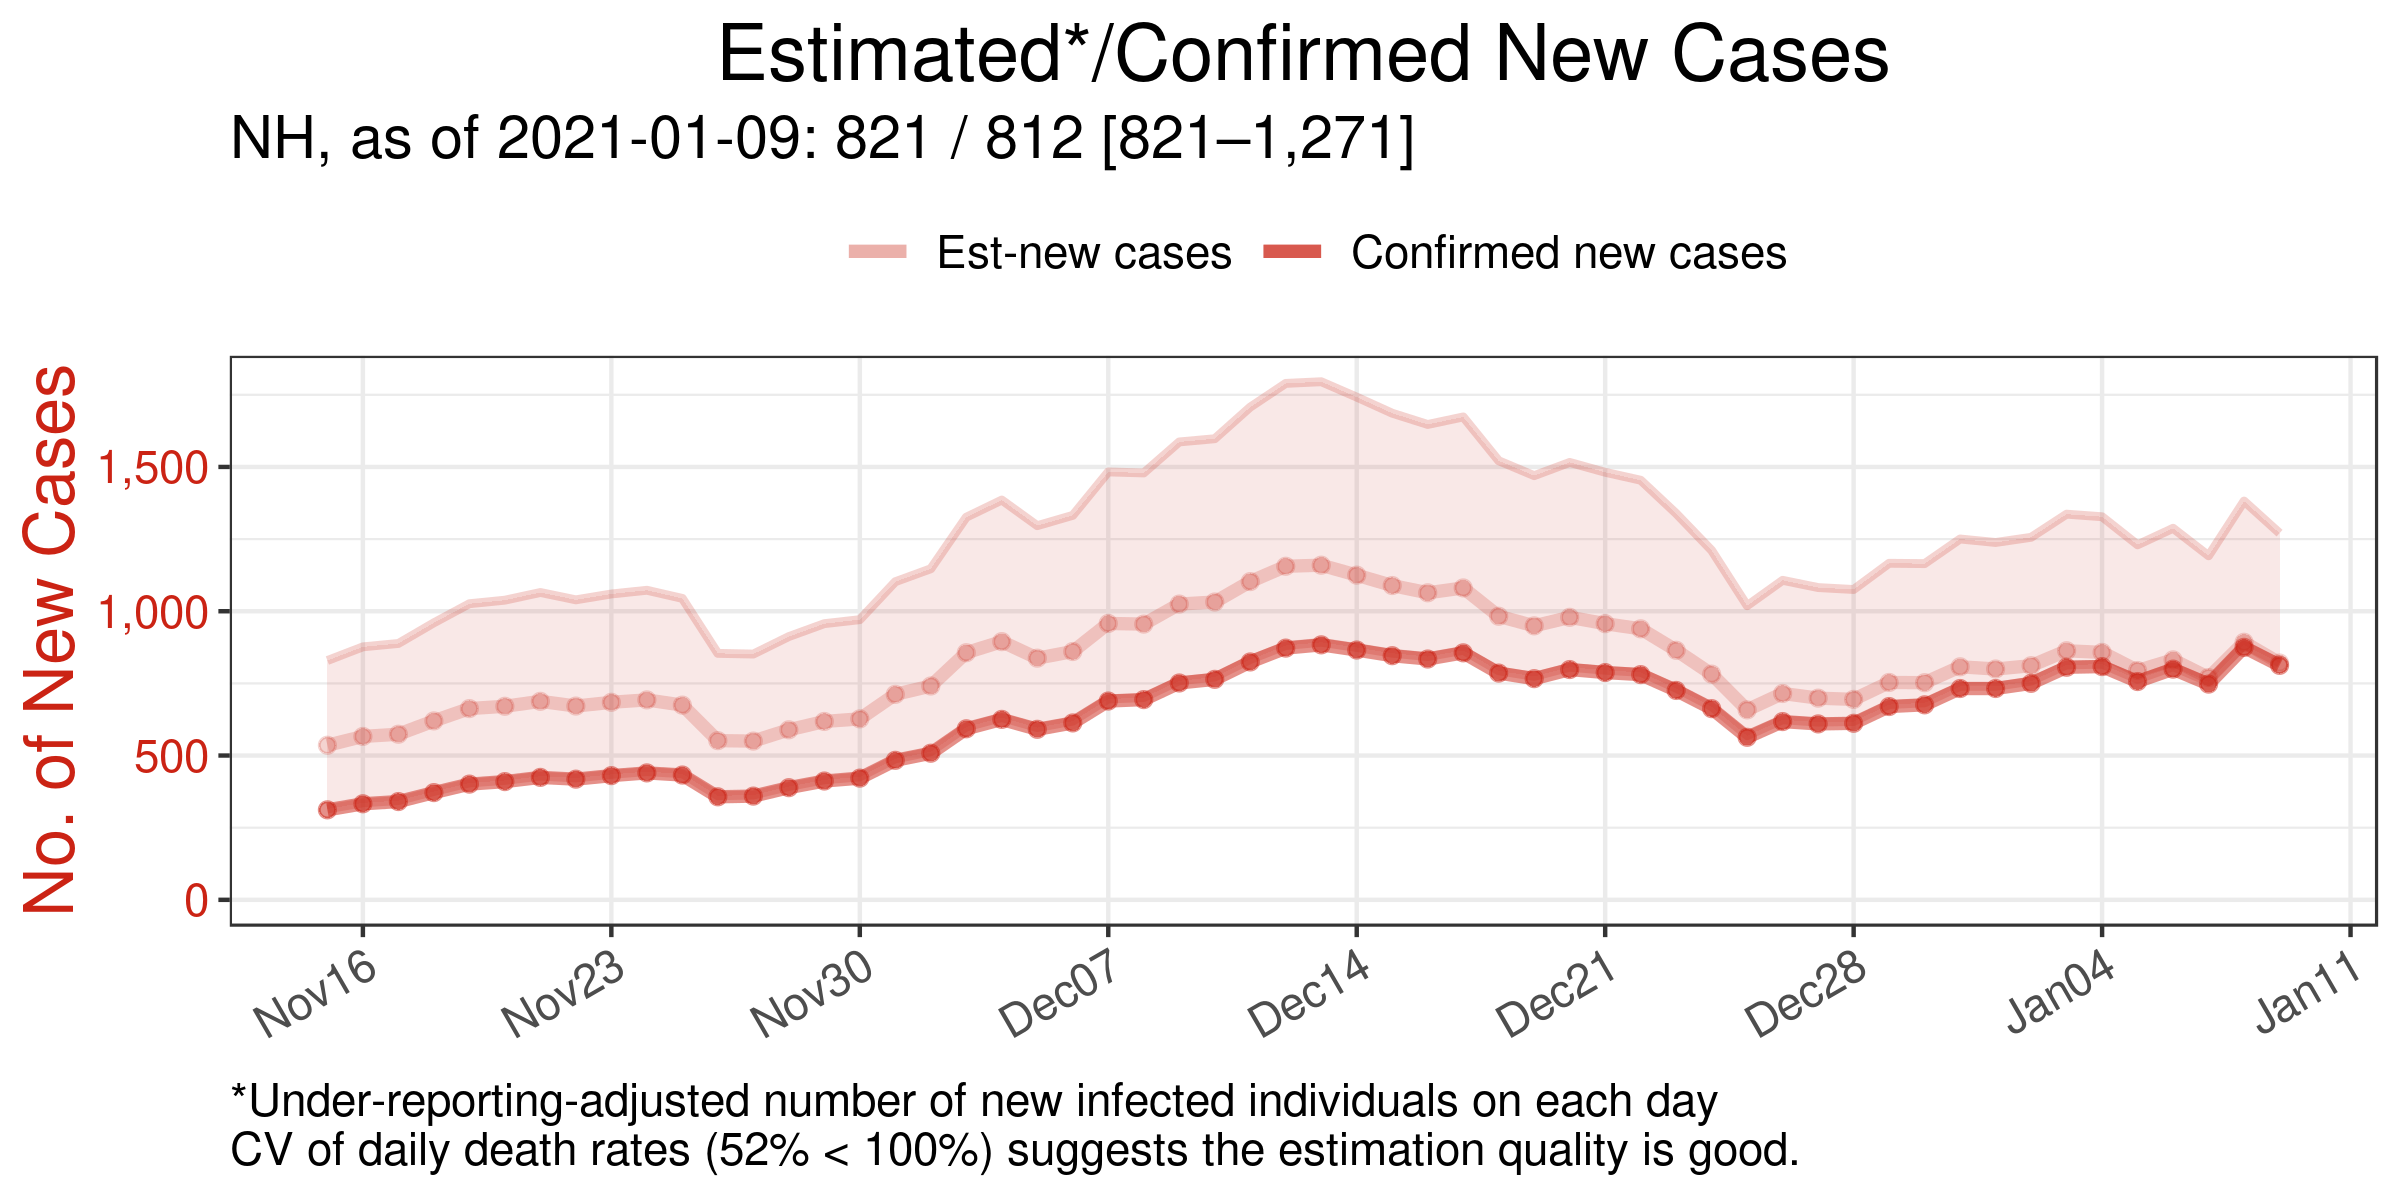 Estimated*/Confirmed New Cases
NH, as of 2021-01-09: 821 / 812 [821–1,271]
Est-new cases Confirmed new cases
No. of New Cases
1,500
1,000
500
0
Nov16 Nov23 Nov30 Dec07 Dec14 Dec21 Dec28 Jan04 Jan11
*Under-reporting-adjusted number of new infected individuals on each day
CV of daily death rates (52% < 100%) suggests the estimation quality is good.